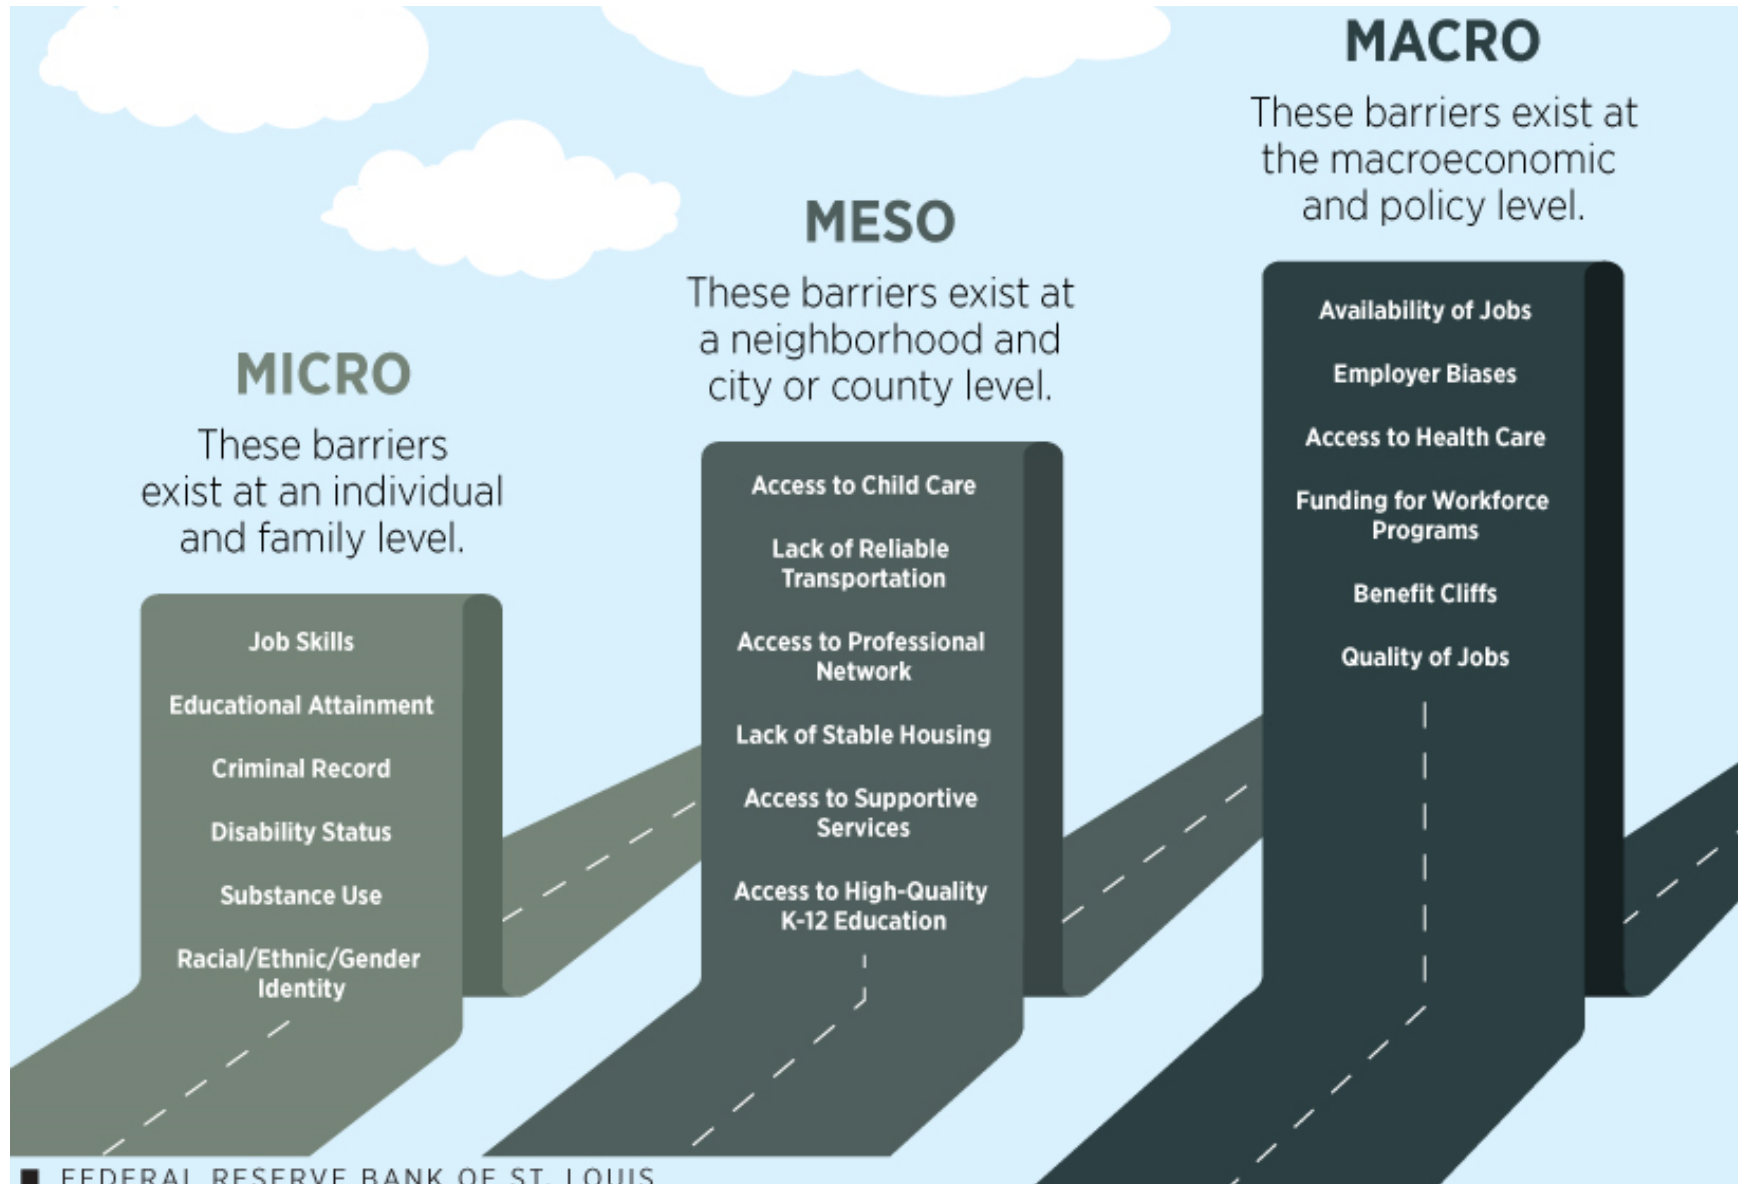 MICRO
These barriers
exist at an individual
and family level.
Job Skills
Educational Attainment
Criminal Record
Disability Status
Substance Use
Racial/Ethnic/Gender
Identity
MESO
These barriers exist at
a neighborhood and
city or county level.
Access to Child Care
Lack of Reliable
Transportation
Access to Professional
Network
Lack of Stable Housing
Access to Supportive
Services
Access to High-Quality
K-12 Education
MACRO
These barriers exist at
the macroeconomic
and policy level.
Availability of Jobs
Employer Biases
Access to Health Care
Funding for Workforce
Programs
Benefit Cliffs
Quality of Jobs
FEDERAL RESERVE BANK OF ST. LOUIS